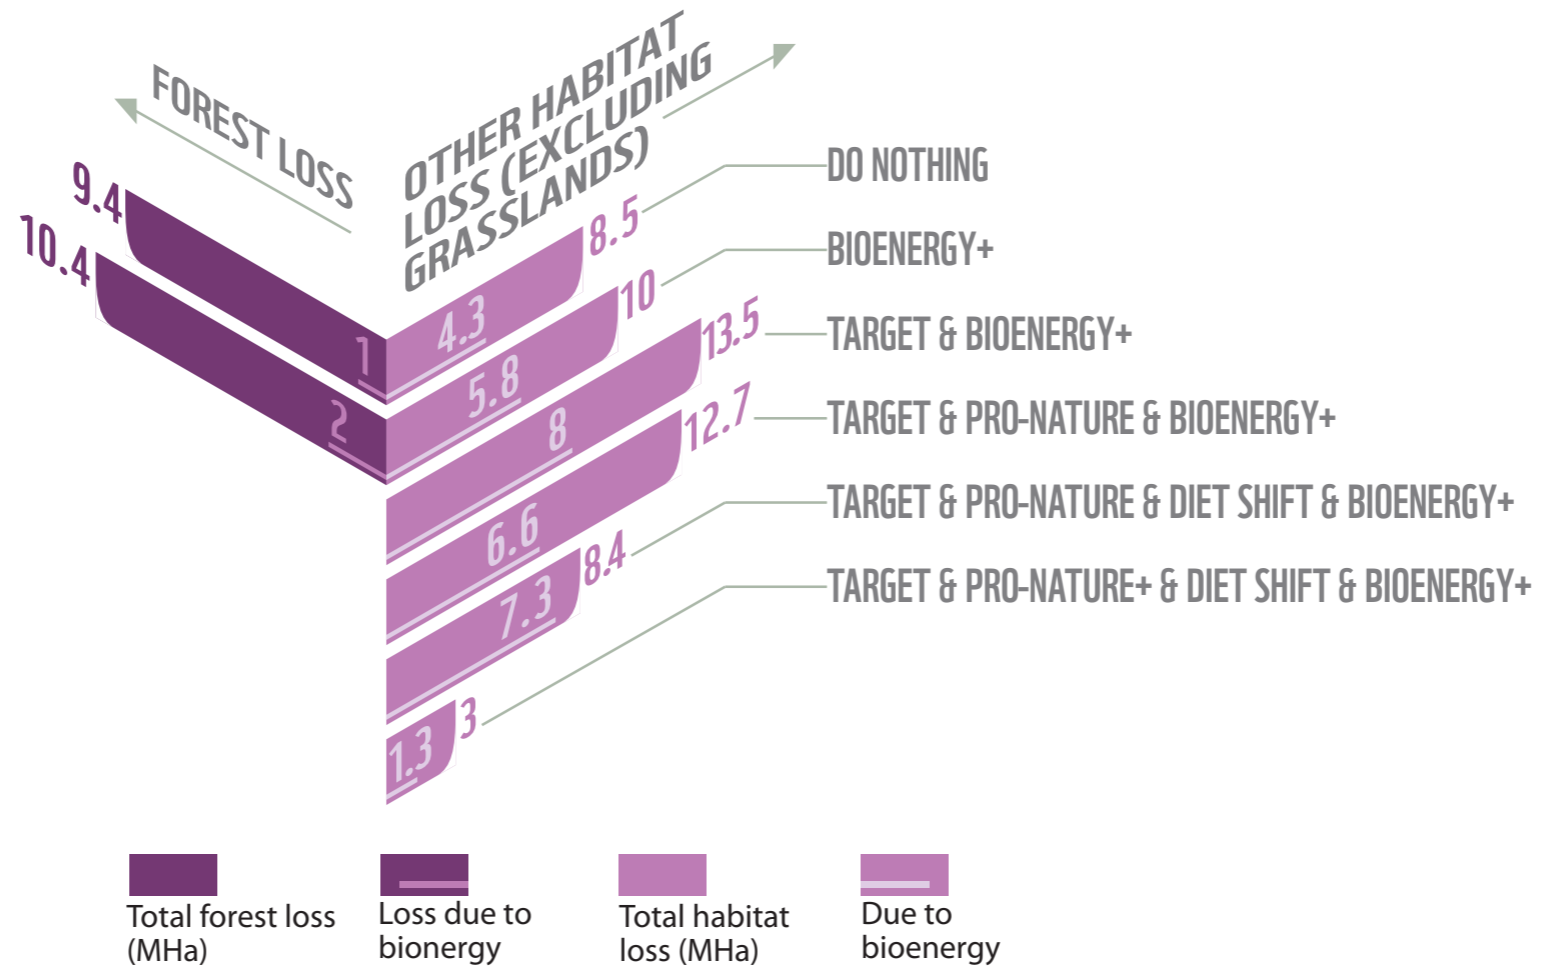 FOREST LOSS
OTHER HABITAT
LOSS (EXCLUDING
GRASSLANDS)
9.4
1
4.3
8.5
DO NOTHING
10.4
2
5.8
10
BIOENERGY+
8
13.5
TARGET & BIOENERGY+
6.6
12.7
TARGET & PRO-NATURE & BIOENERGY+
7.3
8.4
TARGET & PRO-NATURE & DIET SHIFT & BIOENERGY+
1.3
3
TARGET & PRO-NATURE+ & DIET SHIFT & BIOENERGY+
Total forest loss
(MHa)
Loss due to
bionergy
Total habitat
loss (MHa)
Due to
bioenergy